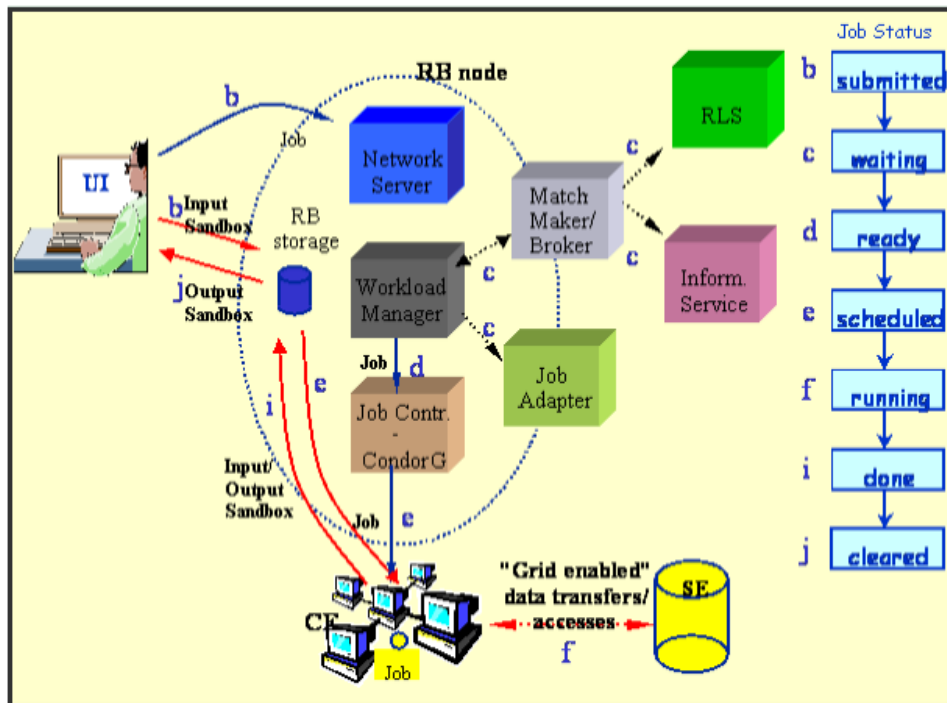 Job Status
RB node
b
submitted
b
Job
Network
Server
RLS
c
c
waiting
UI
b
Input
Sandbox
RB
storage
Match
Maker/
Broker
d
ready
c
c
j
Output
Sandbox
Workload
Manager
Inform.
Service
e
scheduled
c
Job
d
e
Job
Adapter
f
running
i
Job Contr.
-
CondorG
Input/
Output
Sandbox
i
done
Job
Job
e
j
cleared
"Grid enabled"
data transfers/
accesses
SE
CE
f
Job